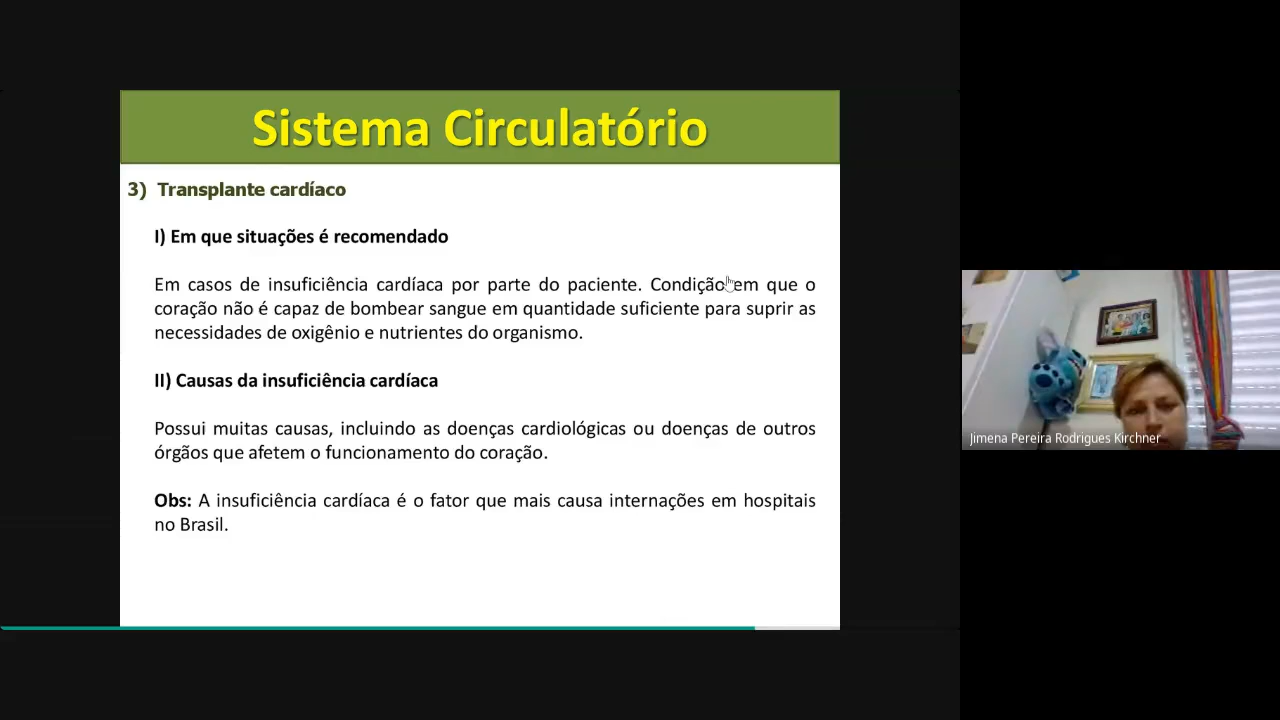 Sistema Circulatório
3) Transplante cardíaco
I) Em que situações é recomendado
Em casos de insuficiência cardíaca por parte do paciente. Condição em que o
coração não é capaz de bombear sangue em quantidade suficiente para suprir as
necessidades de oxigênio e nutrientes do organismo.
II) Causas da insuficiência cardíaca
Possui muitas causas, incluindo as doenças cardiológicas ou doenças de outros
órgãos que afetem o funcionamento do coração.
Obs: A insuficiência cardíaca é o fator que mais causa internações em hospitais
no Brasil.
Jimena Pereira Rodrigues Kirchner